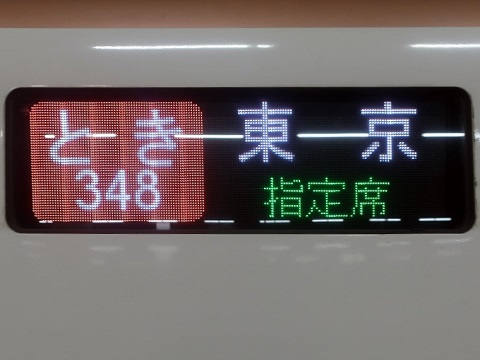 とき 東京
348 指定席